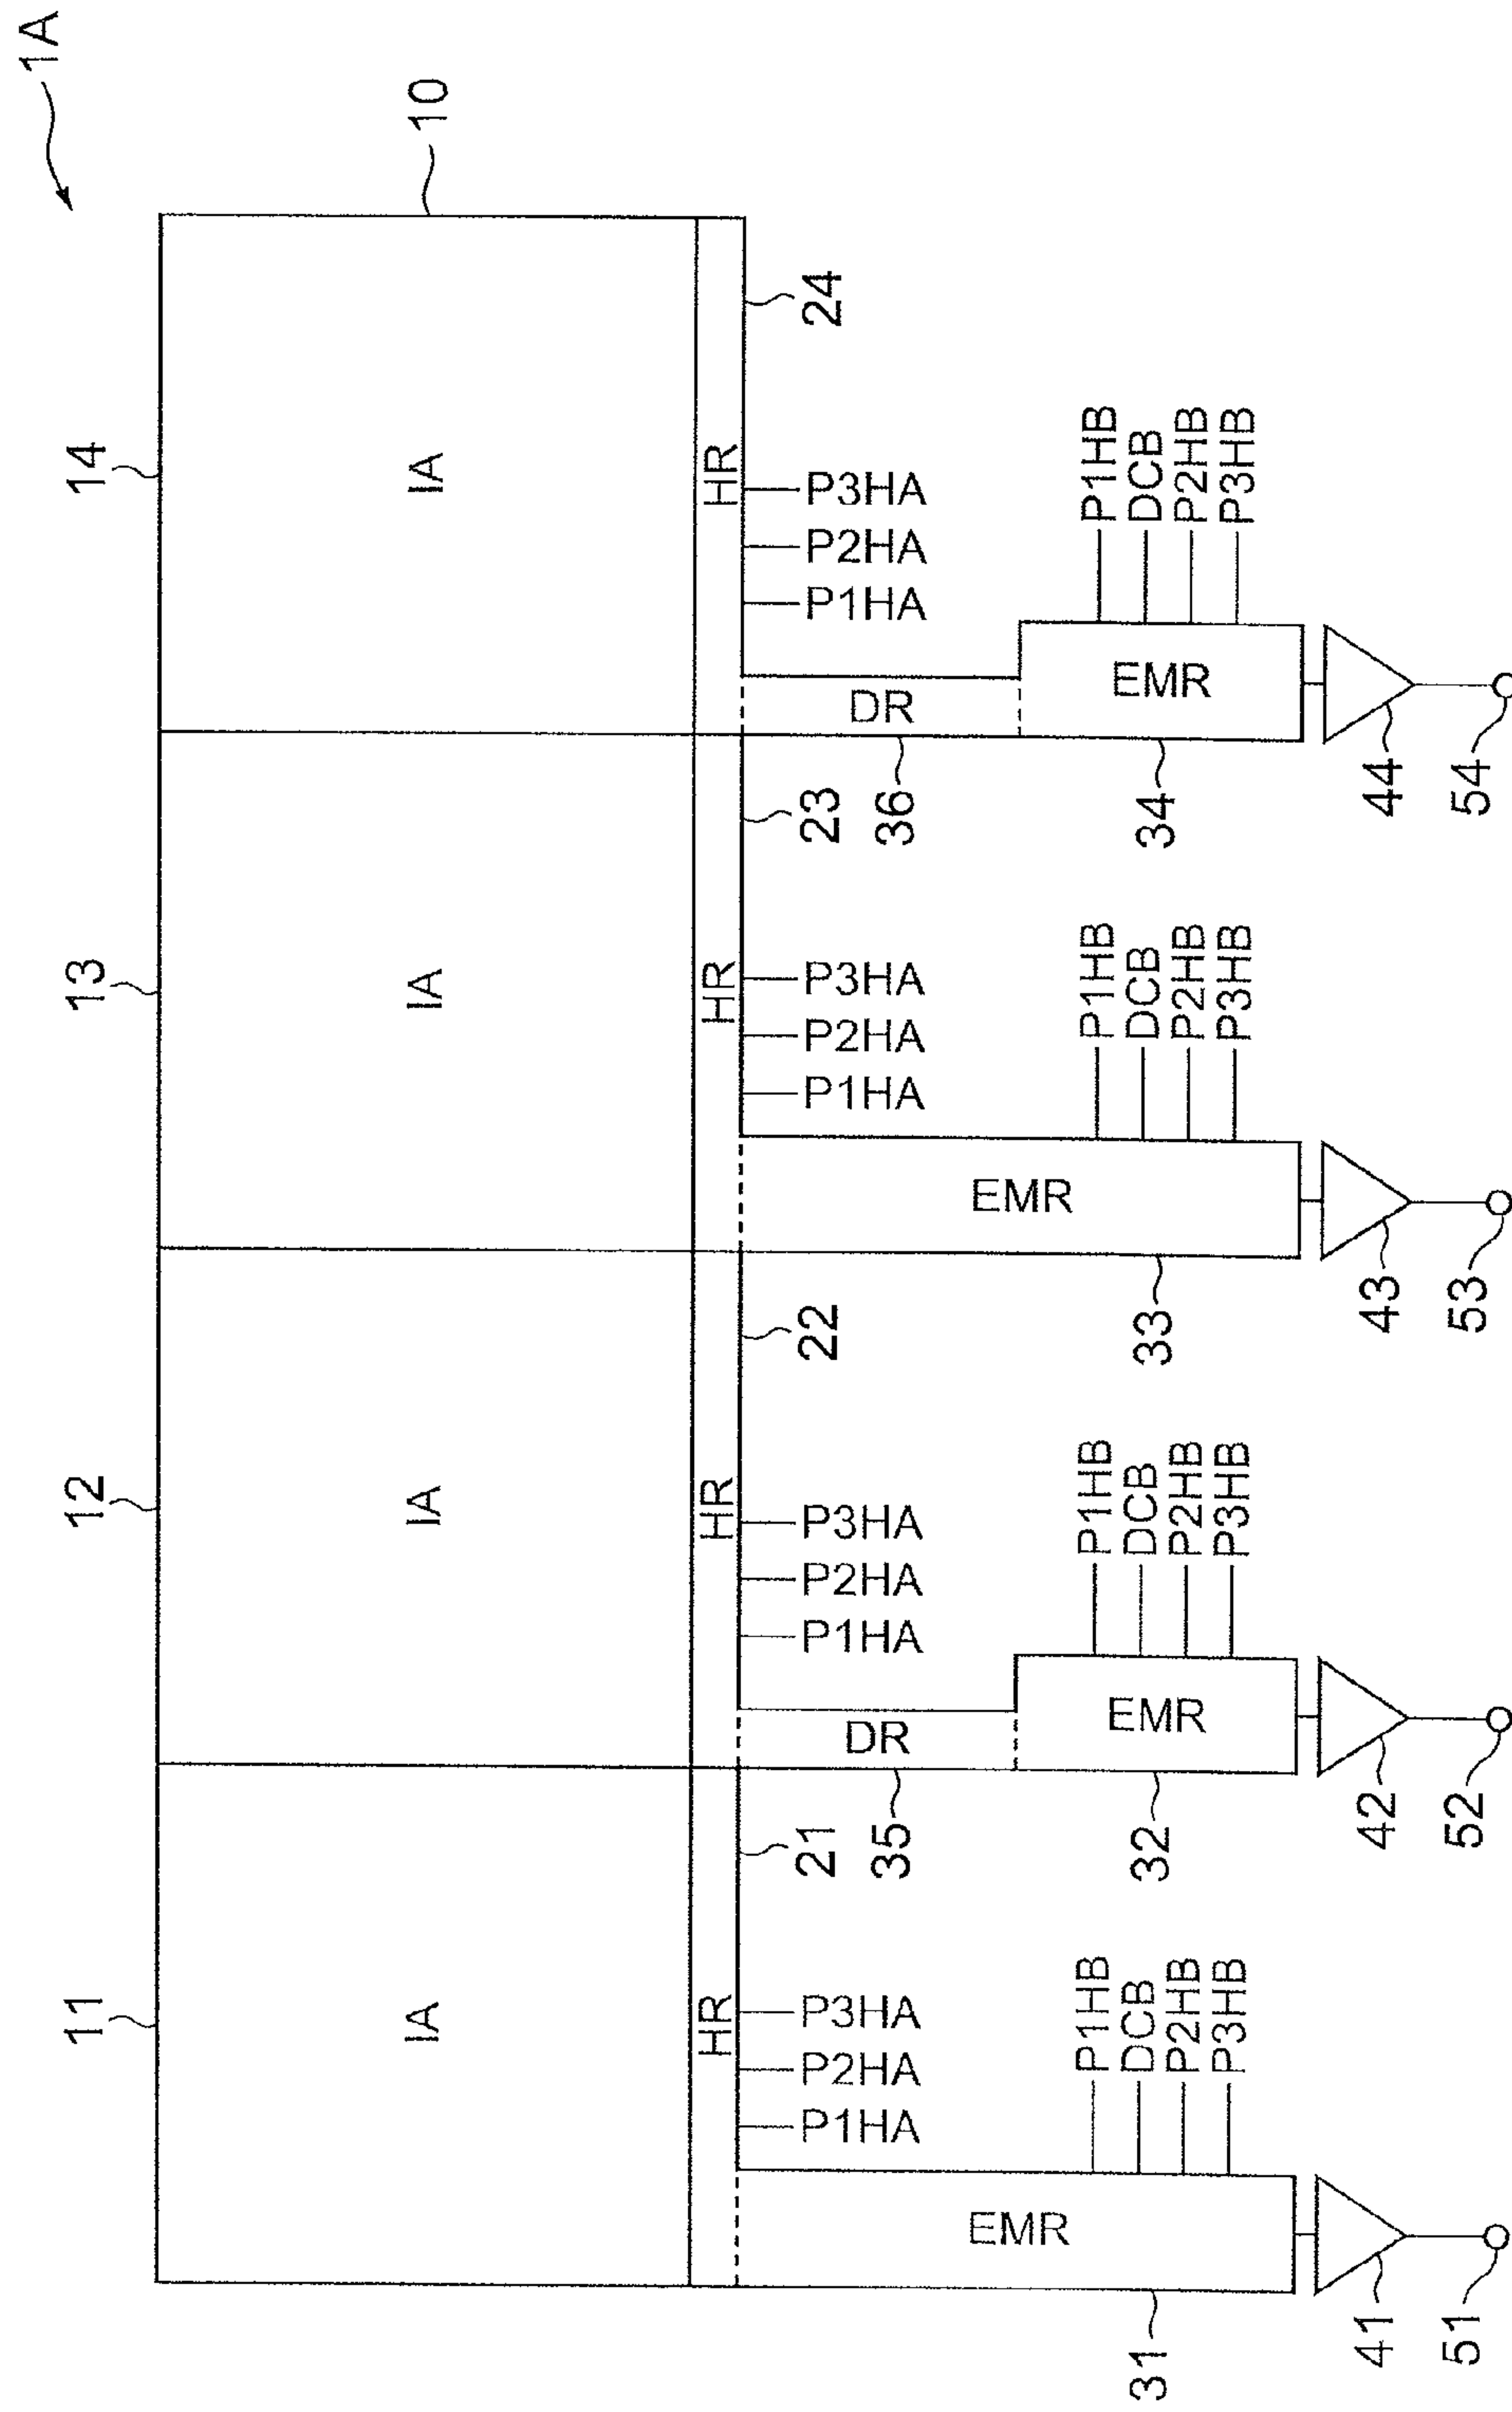 1A
11
12
13
14
IA
IA
IA
IA
10
HR
HR
HR
HR
P1HA
P2HA
P3HA
21
P1HA
P2HA
P3HA
22
P1HA
P2HA
P3HA
23
P1HA
P2HA
P3HA
24
DR
35
DR
36
EMR
31
P1HB
DCB
P2HB
P3HB
EMR
32
P1HB
DCB
P2HB
P3HB
EMR
33
P1HB
DCB
P2HB
P3HB
EMR
34
P1HB
DCB
P2HB
P3HB
41
42
43
44
51
52
53
54